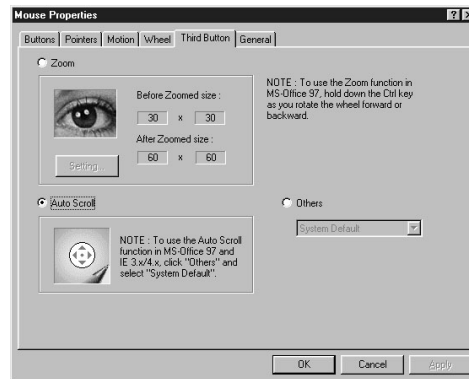 Mouse Properties
Buttons Pointers Motion Wheel Third Button General
Zoom
Before Zoomed size :
30 x 30
After Zoomed size :
60 x 60
Setting...
NOTE : To use the Zoom function in
MS-Office 97, hold down the Ctrl key
as you rotate the wheel forward or
backward.
Auto Scroll
NOTE : To use the Auto Scroll
function in MS-Office 97 and
IE 3.x/4.x, click "Others" and
select "System Default".
Others
System Default
OK Cancel Apply